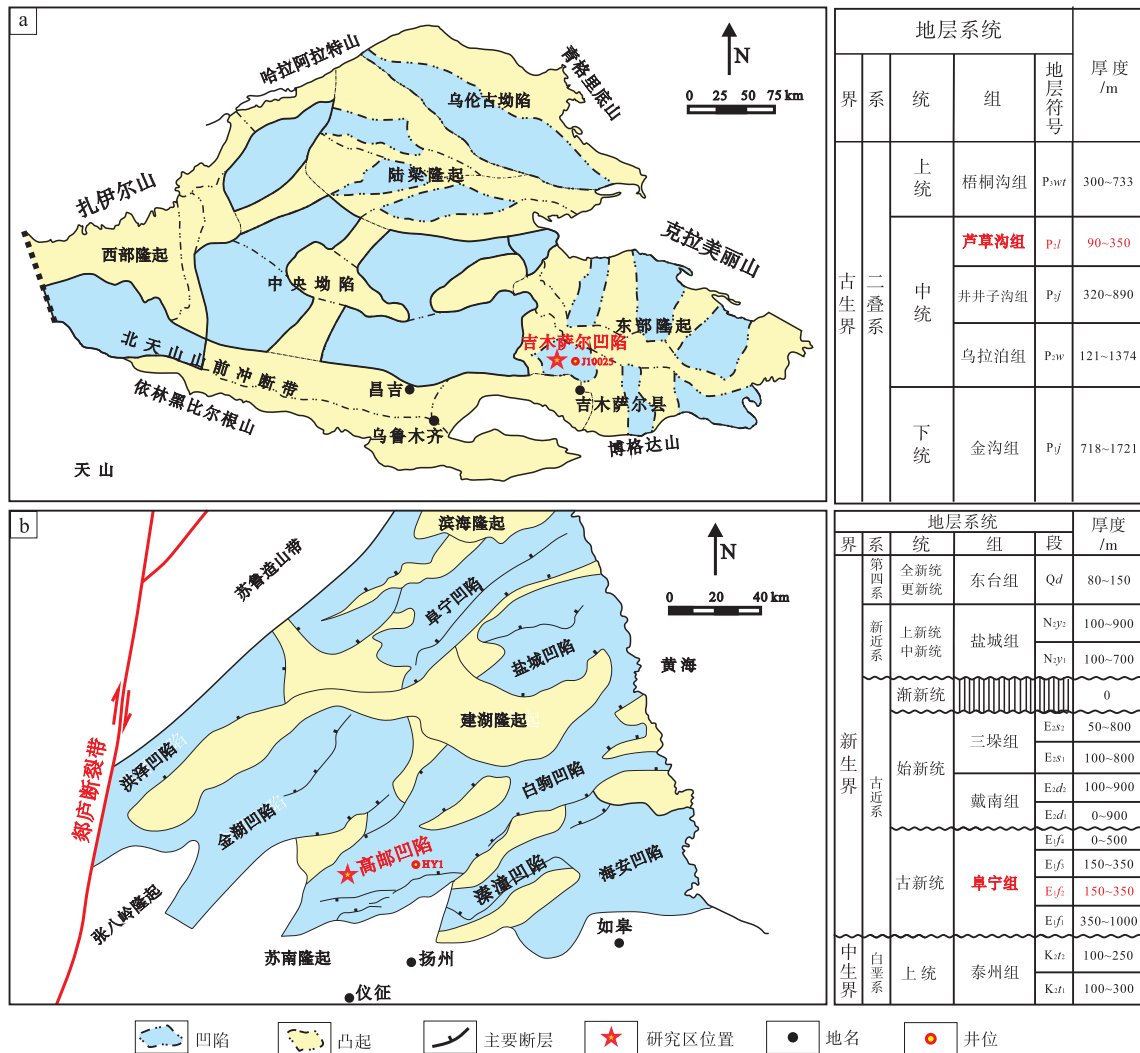 a
哈拉阿拉特山
青格里底山
N
0 25 50 75 km
乌伦古坳陷
陆梁隆起
扎伊尔山
克拉美丽山
西部隆起
中央坳陷
东部隆起
吉木萨尔凹陷
J10025
北天山山前冲断带
昌吉
吉木萨尔县
依林黑比尔根山
乌鲁木齐
博格达山
天山
地层系统
厚度
/m
界 系 统 组 地层符号
古生界 二叠系
上统 梧桐沟组 P₃wt 300~733
中统 芦草沟组 P₂l 90~350
井井子沟组 P₂j 320~890
乌拉泊组 P₂w 121~1374
下统 金沟组 P₁j 718~1721
b
滨海隆起
苏鲁造山带
N
0 20 40 km
阜宁凹陷
盐城凹陷
黄海
建湖隆起
洪泽凹陷
郯庐断裂带
金湖凹陷
白驹凹陷
高邮凹陷
HY1
溱潼凹陷
海安凹陷
张八岭隆起
苏南隆起
扬州
如皋
仪征
地层系统
厚度
/m
界 系 统 组 段
新生界 第四系 全新统
更新统 东台组 Qd 80~150
新近系 上新统
中新统 盐城组 N₂y₂ 100~900
N₂y₁ 100~700
古近系 渐新统 0
始新统 三垛组 E₂s₂ 50~800
E₂s₁ 100~800
戴南组 E₂d₂ 100~900
E₂d₁ 0~900
古新统 阜宁组 E₁f₄ 0~500
E₁f₃ 150~350
E₁f₂ 150~350
E₁f₁ 350~1000
中生界 白垩系 上统 泰州组 K₂t₂ 100~250
K₂t₁ 100~300
凹陷 凸起 主要断层 研究区位置 地名 井位